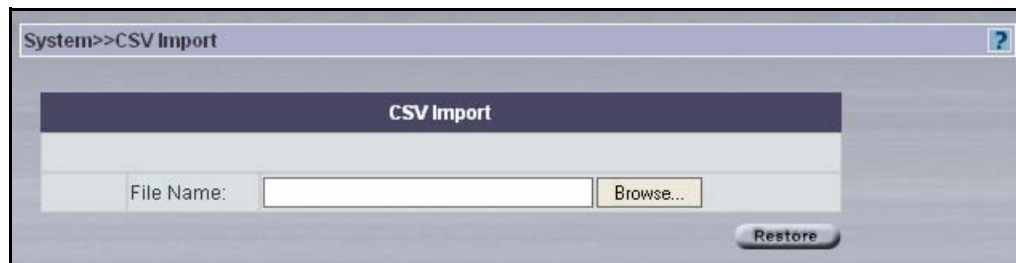 System>>CSV Import
?
CSV Import
File Name:
Browse...
Restore